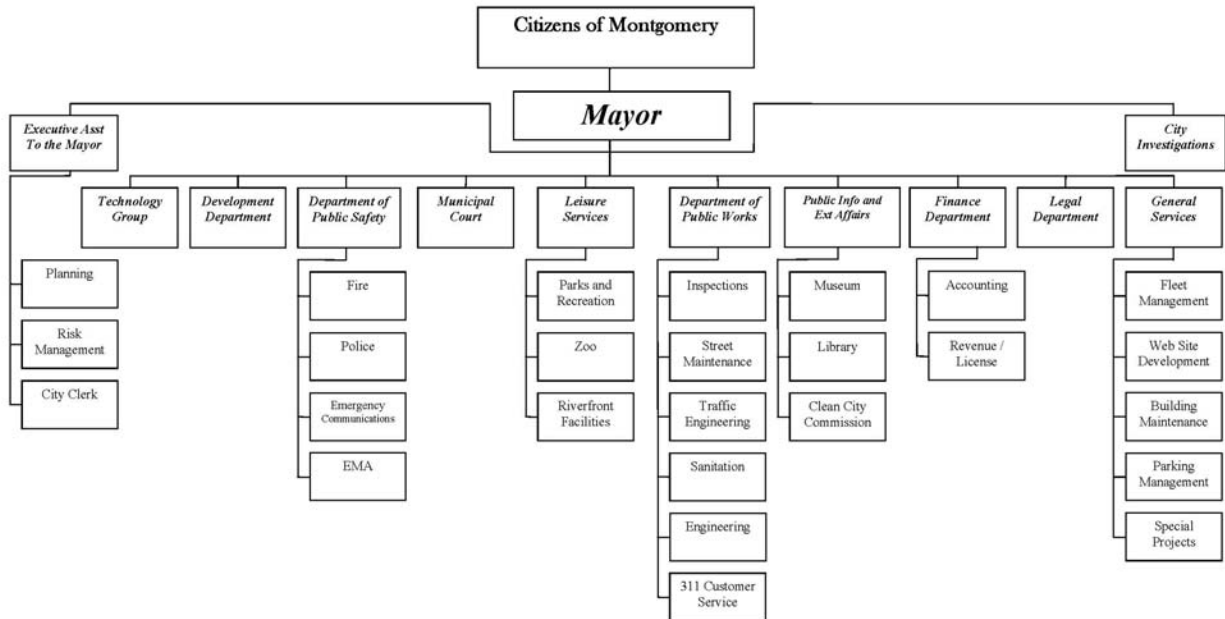 Citizens of Montgomery
Mayor
Executive Asst
To the Mayor
City
Investigations
Technology
Group
Development
Department
Department of
Public Safety
Municipal
Court
Leisure
Services
Department of
Public Works
Public Info and
Ext Affairs
Finance
Department
Legal
Department
General
Services
Planning
Risk
Management
City Clerk
Fire
Police
Emergency
Communications
EMA
Parks and
Recreation
Zoo
Riverfront
Facilities
Inspections
Street
Maintenance
Traffic
Engineering
Sanitation
Engineering
311 Customer
Service
Museum
Library
Clean City
Commission
Accounting
Revenue /
License
Fleet
Management
Web Site
Development
Building
Maintenance
Parking
Management
Special
Projects